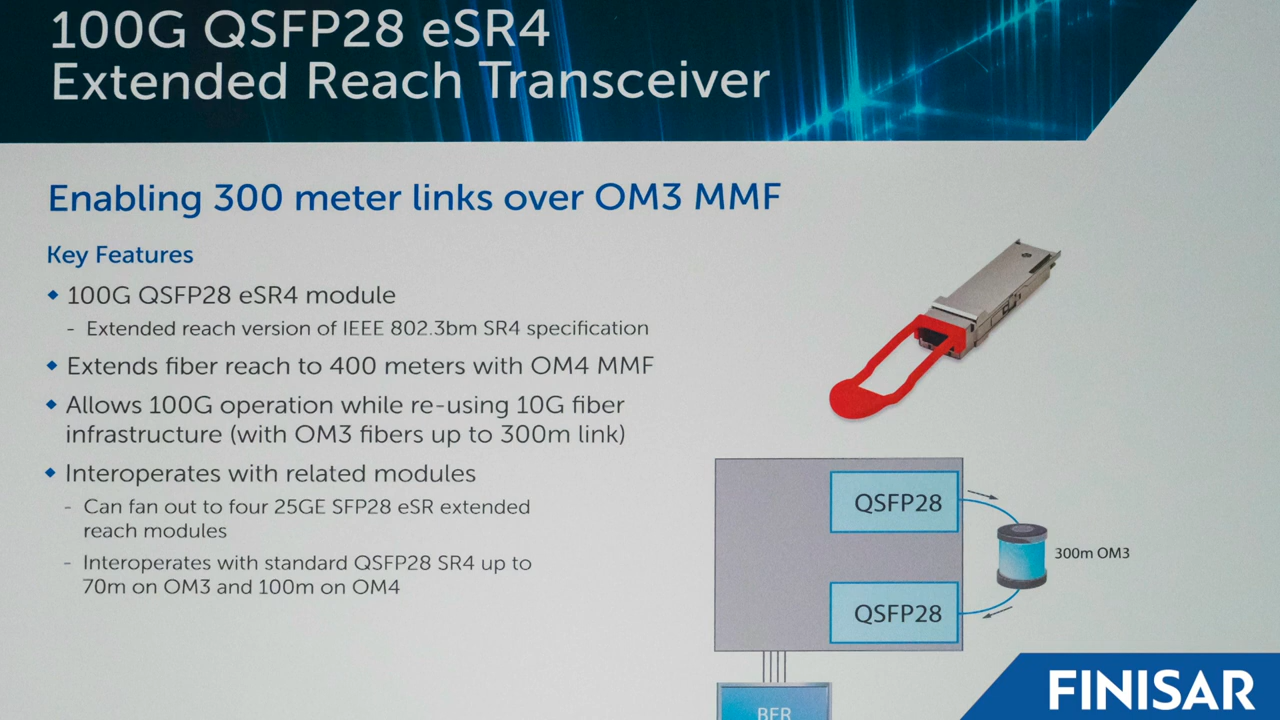 100G QSFP28 eSR4
Extended Reach Transceiver
Enabling 300 meter links over OM3 MMF
Key Features
100G QSFP28 eSR4 module
- Extended reach version of IEEE 802.3bm SR4 specification
Extends fiber reach to 400 meters with OM4 MMF
Allows 100G operation while re-using 10G fiber
infrastructure (with OM3 fibers up to 300m link)
Interoperates with related modules
- Can fan out to four 25GE SFP28 eSR extended
reach modules
- Interoperates with standard QSFP28 SR4 up to
70m on OM3 and 100m on OM4
QSFP28
300m OM3
QSFP28
BER
FINISAR